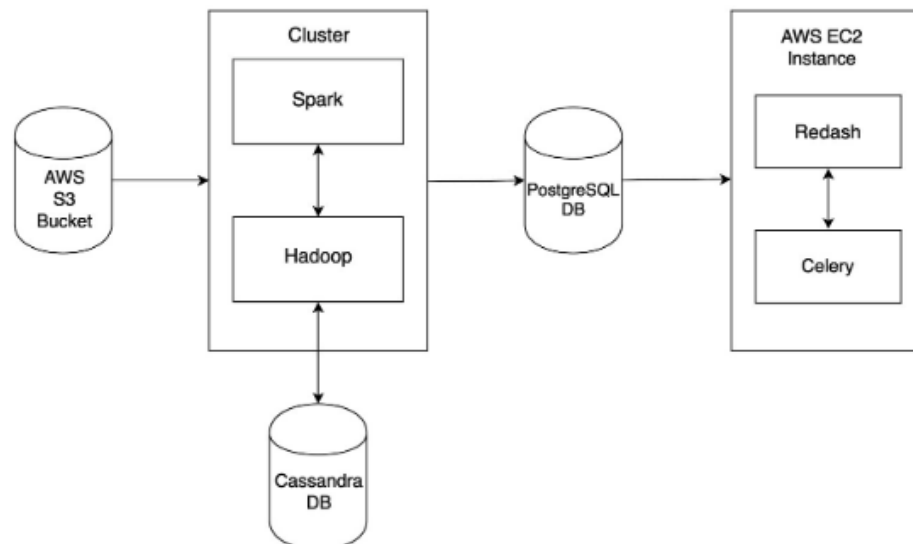 AWS
S3
Bucket
Cluster
Spark
Hadoop
Cassandra
DB
PostgreSQL
DB
AWS EC2
Instance
Redash
Celery